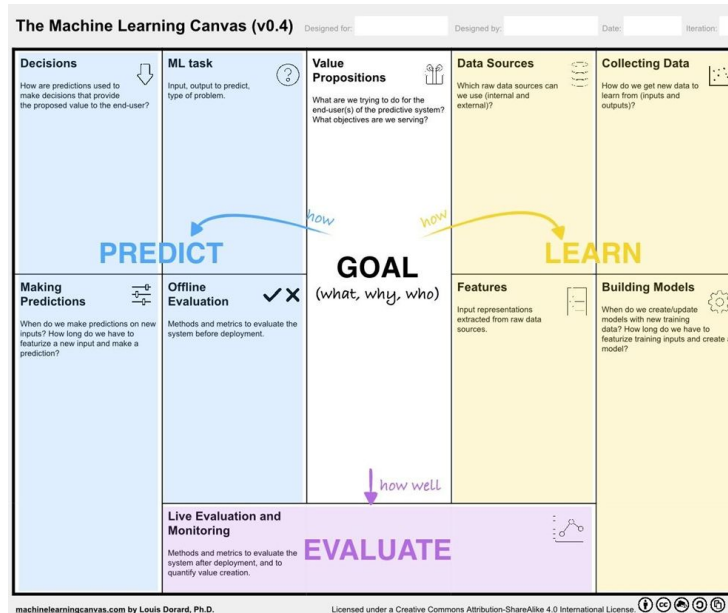 The Machine Learning Canvas (v0.4)
Designed for:
Designed by:
Date:
Iteration:
Decisions
How are predictions used to
make decisions that provide
the proposed value to the end-user?
ML task
Input, output to predict,
type of problem.
Value
Propositions
What are we trying to do for the
end-user(s) of the predictive system?
What objectives are we serving?
Data Sources
Which raw data sources can
we use (internal and
external)?
Collecting Data
How do we get new data to
learn from (inputs and
outputs)?
how
how
PREDICT
GOAL
(what, why, who)
LEARN
Making
Predictions
When do we make predictions on new
inputs? How long do we have to
featurize a new input and make a
prediction?
Offline
Evaluation
Methods and metrics to evaluate the
system before deployment.
Features
Input representations
extracted from raw data
sources.
Building Models
When do we create/update
models with new training
data? How long do we have to
featurize training inputs and create a
model?
how well
Live Evaluation and
Monitoring
Methods and metrics to evaluate the
system after deployment, and to
quantify value creation.
EVALUATE
machinelearningcanvas.com by Louis Dorard, Ph.D.
Licensed under a Creative Commons Attribution-ShareAlike 4.0 International License.